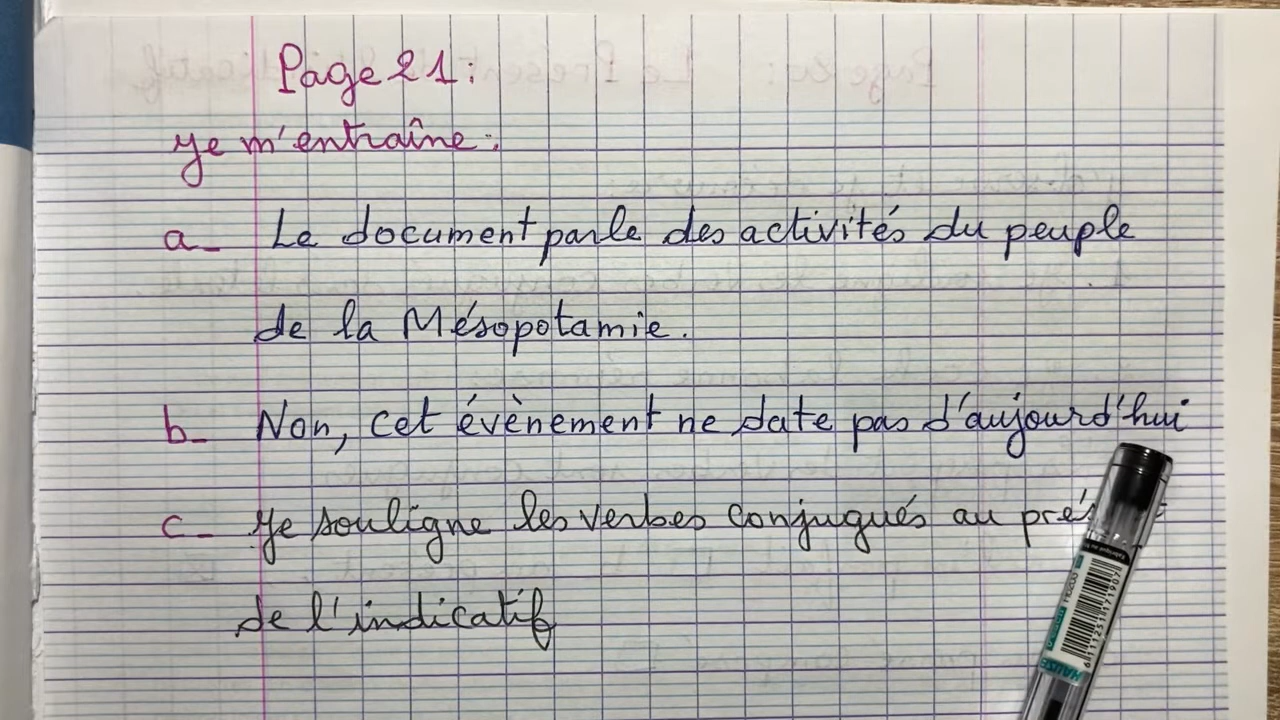 Page 21:
Je m'entraîne:
a_ Le document parle des activités du peuple
de la Mésopotamie.
b_ Non, cet évènement ne date pas d'aujourd'hui
c_ Je souligne les verbes conjugués au
de l'indicatif